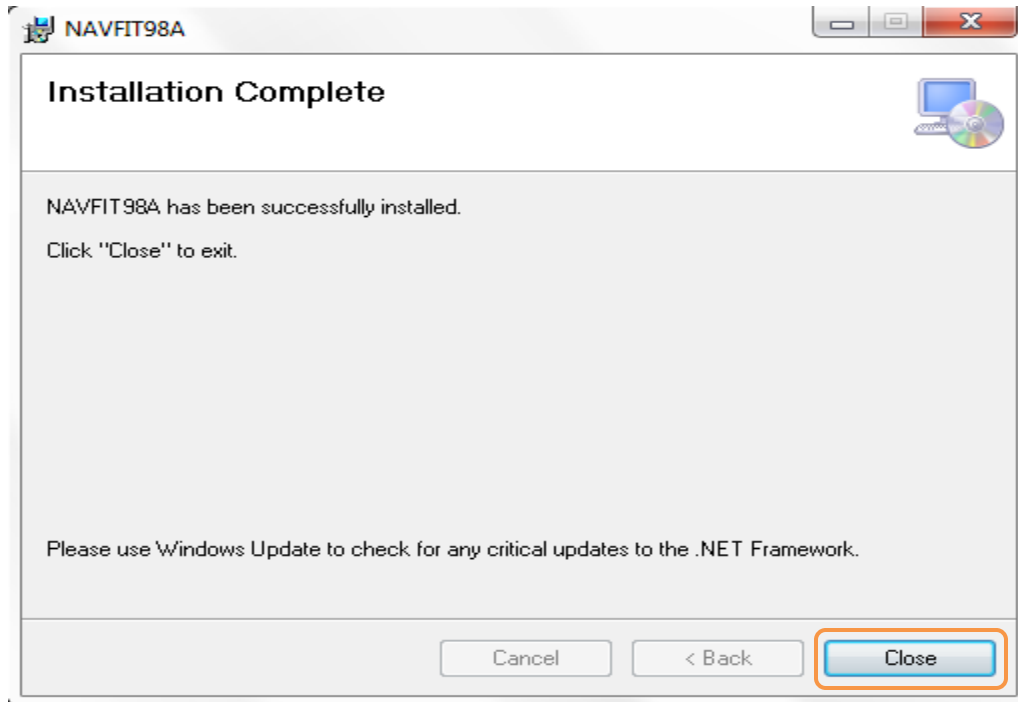 NAVFIT98A
Installation Complete
NAVFIT98A has been successfully installed.
Click "Close" to exit.
Please use Windows Update to check for any critical updates to the .NET Framework.
Cancel
< Back
Close